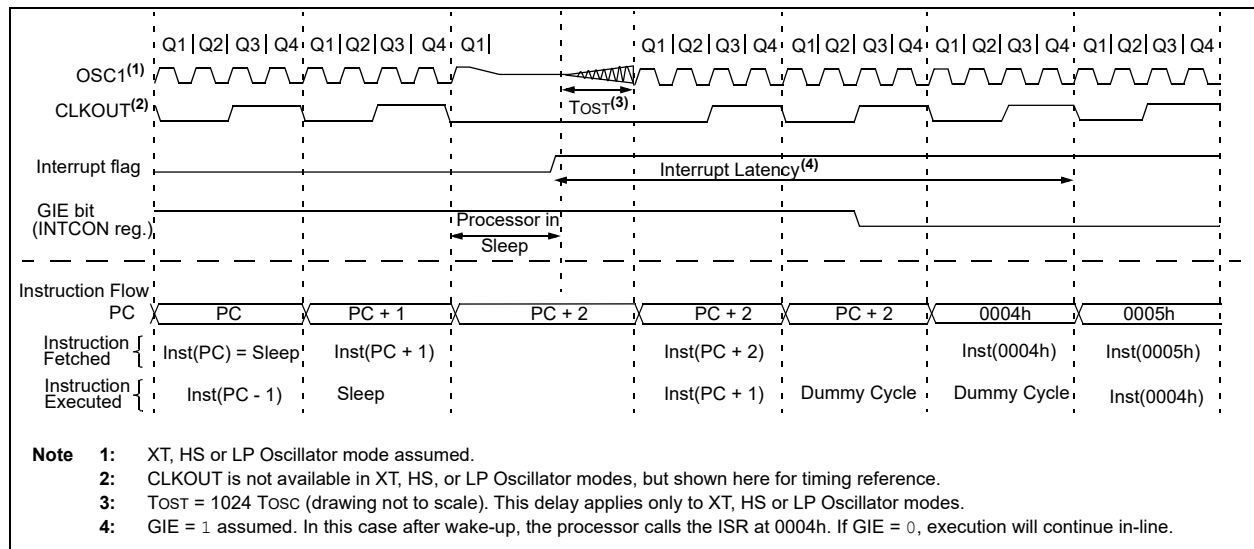 Q1 Q2 Q3 Q4 Q1 Q2 Q3 Q4 Q1 Q1 Q2 Q3 Q4 Q1 Q2 Q3 Q4 Q1 Q2 Q3 Q4 Q1 Q2 Q3 Q4
OSC1(1)
CLKOUT(2)
TOST(3)
Interrupt flag
Interrupt Latency(4)
GIE bit
(INTCON reg.)
Processor in
Sleep
Instruction Flow
PC PC PC + 1 PC + 2 PC + 2 PC + 2 0004h 0005h
Instruction
Fetched
Inst(PC) = Sleep Inst(PC + 1) Inst(PC + 2) Inst(0004h) Inst(0005h)
Instruction
Executed
Inst(PC - 1) Sleep Inst(PC + 1) Dummy Cycle Dummy Cycle Inst(0004h)
Note 1: XT, HS or LP Oscillator mode assumed.
2: CLKOUT is not available in XT, HS, or LP Oscillator modes, but shown here for timing reference.
3: TOST = 1024 TOSC (drawing not to scale). This delay applies only to XT, HS or LP Oscillator modes.
4: GIE = 1 assumed. In this case after wake-up, the processor calls the ISR at 0004h. If GIE = 0, execution will continue in-line.